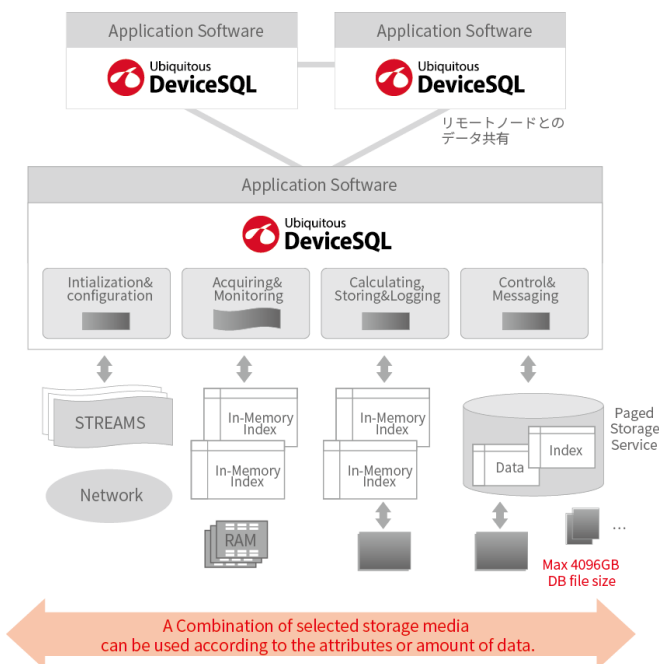 Application Software
Ubiquitous
DeviceSQL
Application Software
Ubiquitous
DeviceSQL
リモートノードとの
データ共有
Application Software
Ubiquitous
DeviceSQL
Intialization&
configuration
Acquiring&
Monitoring
Calculating,
Storing&Logging
Control&
Messaging
STREAMS
Network
In-Memory
Index
In-Memory
Index
RAM
In-Memory
Index
In-Memory
Index
Data
Index
Paged
Storage
Service
...
Max 4096GB
DB file size
A Combination of selected storage media
can be used according to the attributes or amount of data.